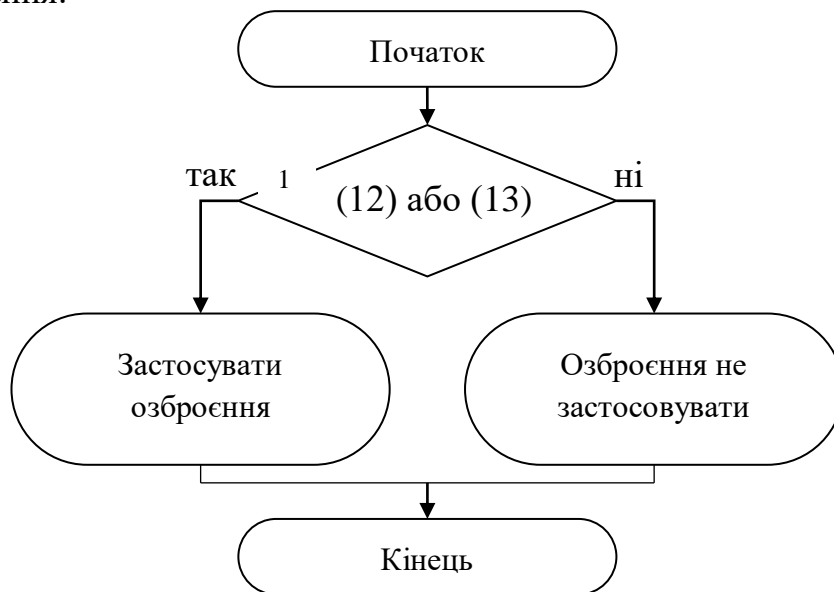 Початок
так
1
(12) або (13)
ні
Застосувати
озброєння
Озброєння не
застосовувати
Кінець